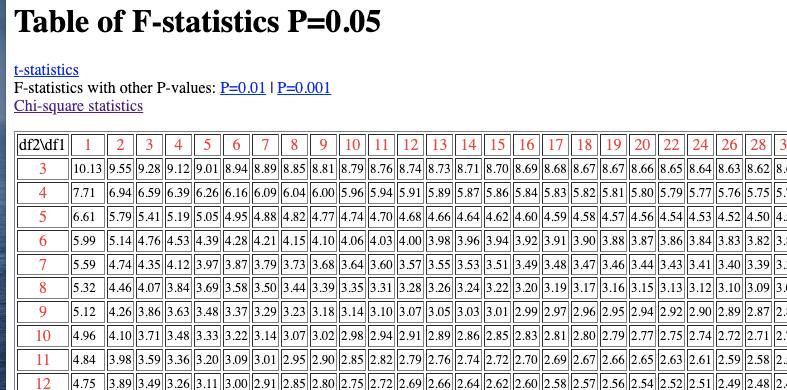 Table of F-statistics P=0.05
t-statistics
F-statistics with other P-values: P=0.01 | P=0.001
Chi-square statistics
df2\df1 1 2 3 4 5 6 7 8 9 10 11 12 13 14 15 16 17 18 19 20 22 24 26 28
3 10.13 9.55 9.28 9.12 9.01 8.94 8.89 8.85 8.81 8.79 8.76 8.74 8.73 8.71 8.70 8.69 8.68 8.67 8.67 8.66 8.65 8.64 8.63 8.62
4 7.71 6.94 6.59 6.39 6.26 6.16 6.09 6.04 6.00 5.96 5.94 5.91 5.89 5.87 5.86 5.84 5.83 5.82 5.81 5.80 5.79 5.77 5.76 5.75
5 6.61 5.79 5.41 5.19 5.05 4.95 4.88 4.82 4.77 4.74 4.70 4.68 4.66 4.64 4.62 4.60 4.59 4.58 4.57 4.56 4.54 4.53 4.52 4.50
6 5.99 5.14 4.76 4.53 4.39 4.28 4.21 4.15 4.10 4.06 4.03 4.00 3.98 3.96 3.94 3.92 3.91 3.90 3.88 3.87 3.86 3.84 3.83 3.82
7 5.59 4.74 4.35 4.12 3.97 3.87 3.79 3.73 3.68 3.64 3.60 3.57 3.55 3.53 3.51 3.49 3.48 3.47 3.46 3.44 3.43 3.41 3.40 3.39
8 5.32 4.46 4.07 3.84 3.69 3.58 3.50 3.44 3.39 3.35 3.31 3.28 3.26 3.24 3.22 3.20 3.19 3.17 3.16 3.15 3.13 3.12 3.10 3.09
9 5.12 4.26 3.86 3.63 3.48 3.37 3.29 3.23 3.18 3.14 3.10 3.07 3.05 3.03 3.01 2.99 2.97 2.96 2.95 2.94 2.92 2.90 2.89 2.87
10 4.96 4.10 3.71 3.48 3.33 3.22 3.14 3.07 3.02 2.98 2.94 2.91 2.89 2.86 2.85 2.83 2.81 2.80 2.79 2.77 2.75 2.74 2.72 2.71
11 4.84 3.98 3.59 3.36 3.20 3.09 3.01 2.95 2.90 2.85 2.82 2.79 2.76 2.74 2.72 2.70 2.69 2.67 2.66 2.65 2.63 2.61 2.59 2.58
12 4.75 3.89 3.49 3.26 3.11 3.00 2.91 2.85 2.80 2.75 2.72 2.69 2.66 2.64 2.62 2.60 2.58 2.57 2.56 2.54 2.52 2.51 2.49 2.48